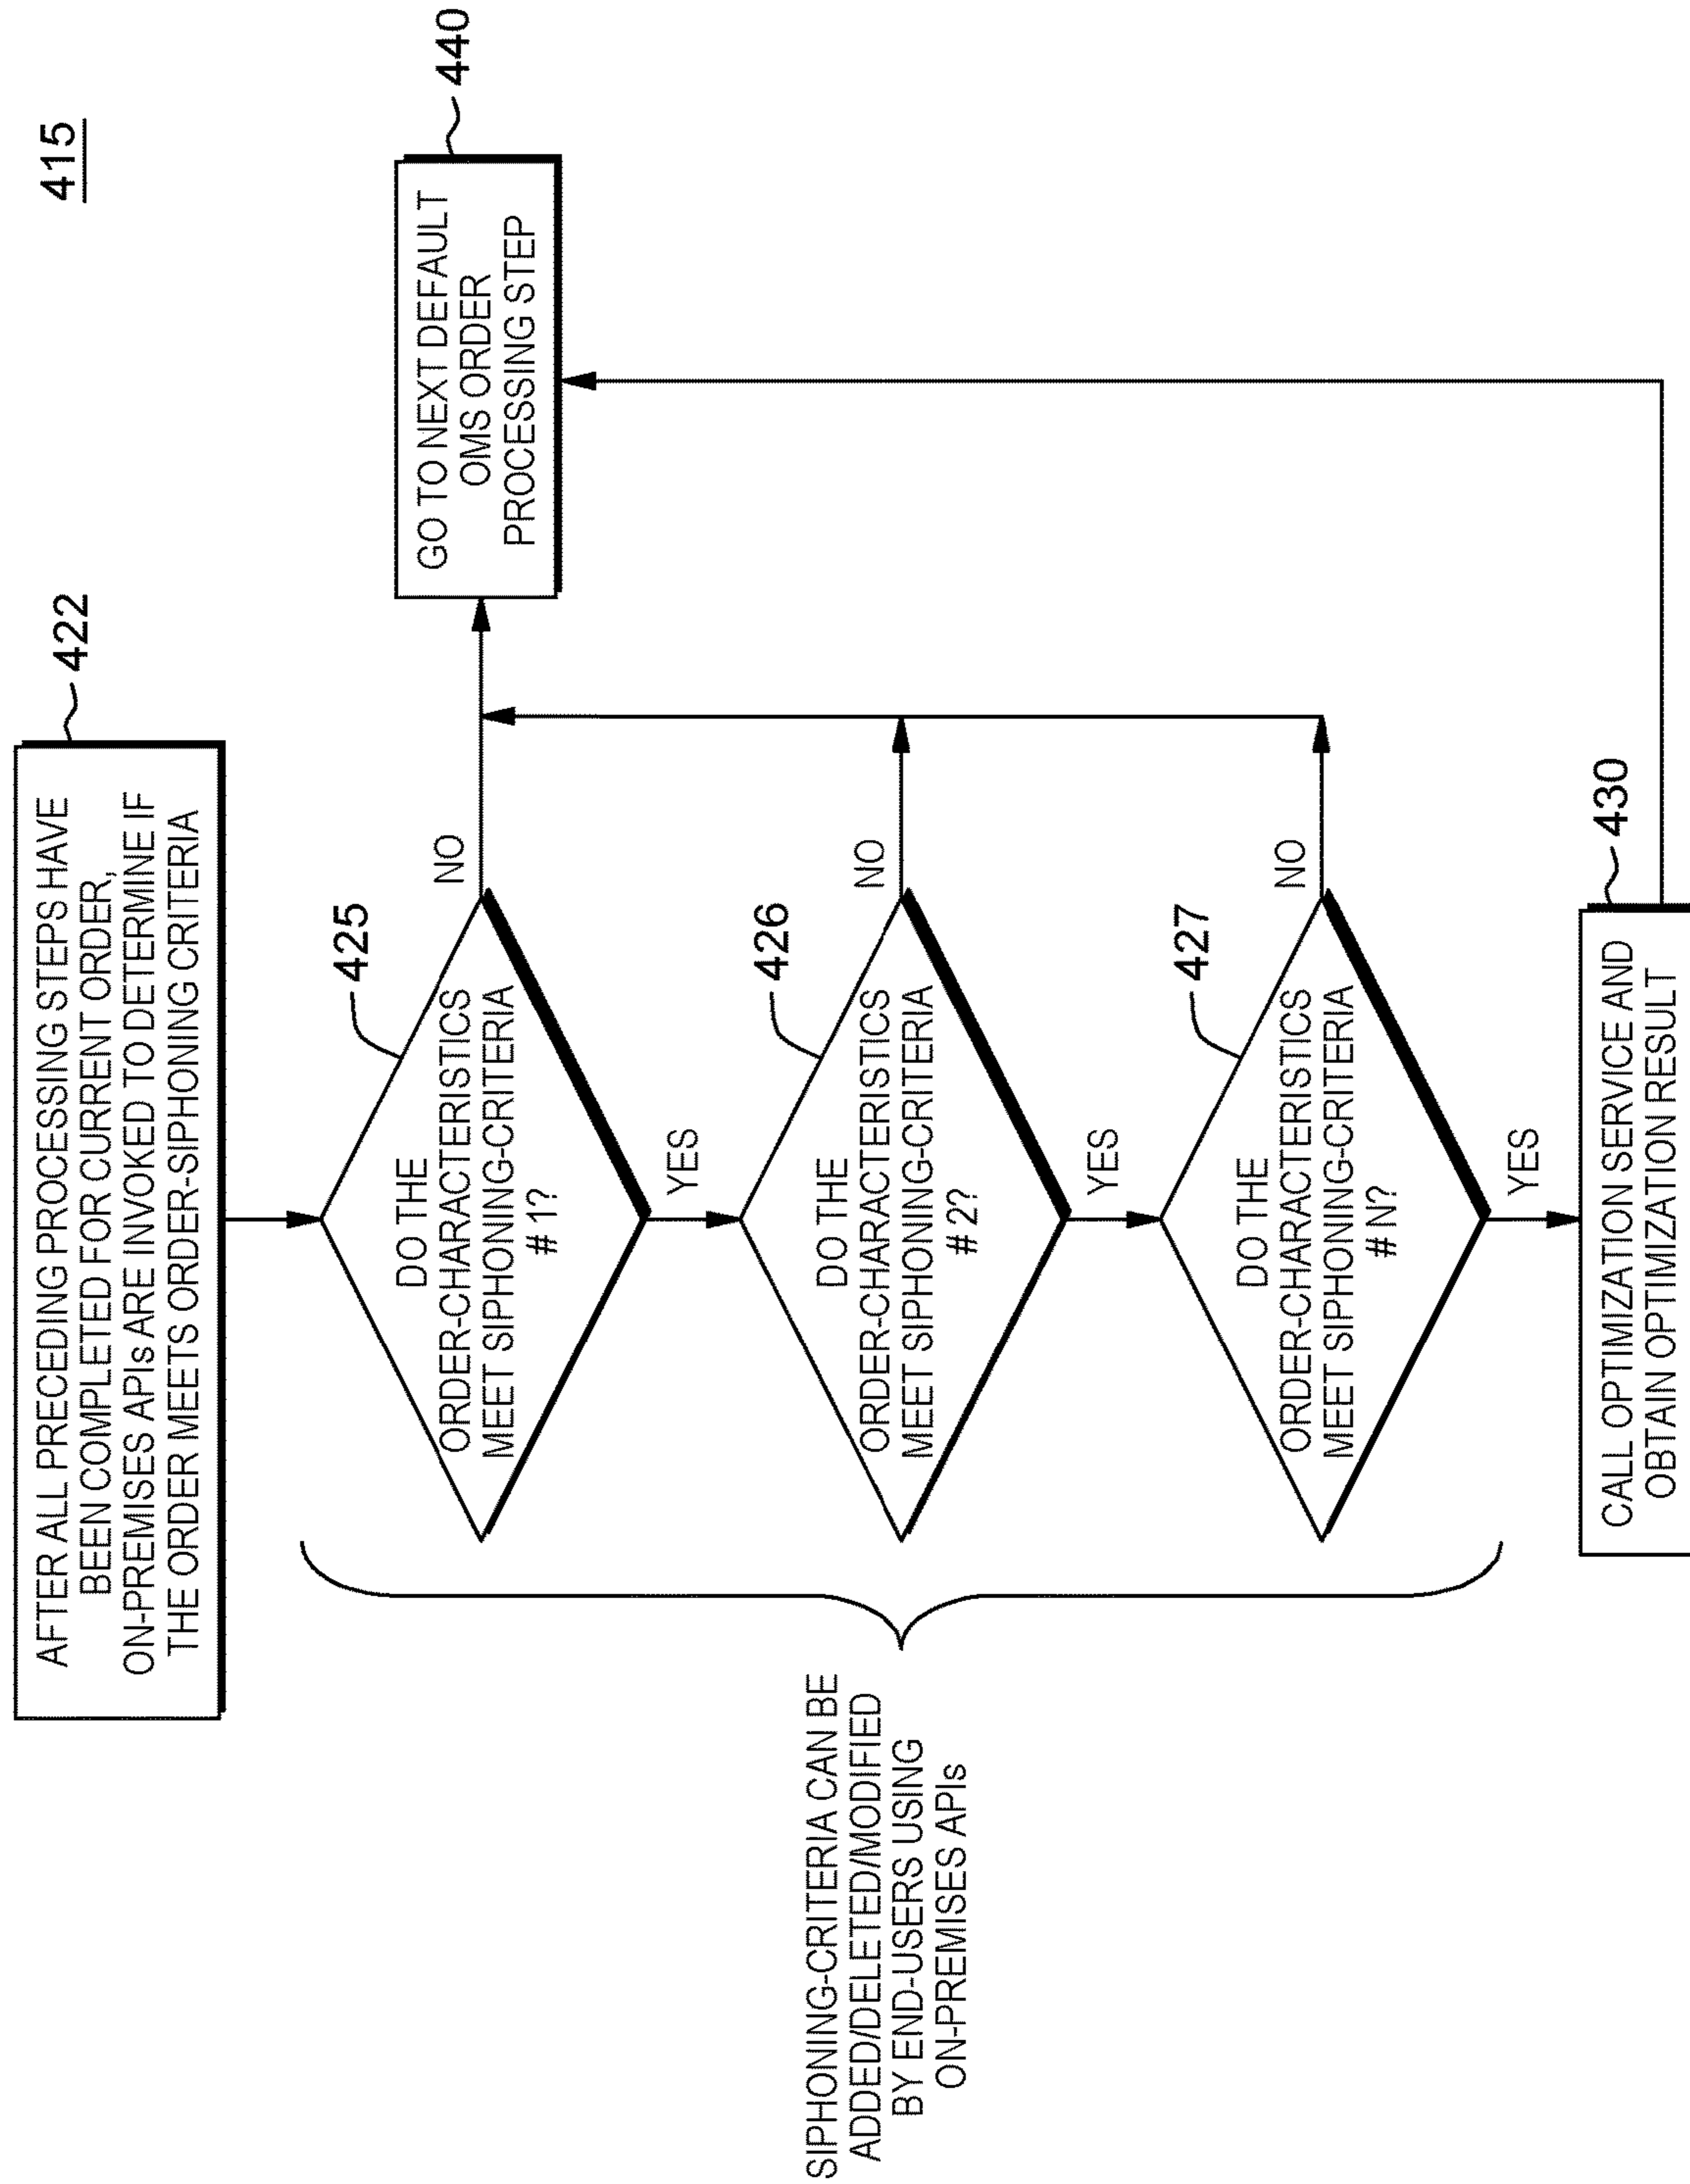 415
AFTER ALL PRECEDING PROCESSING STEPS HAVE
BEEN COMPLETED FOR CURRENT ORDER,
ON-PREMISES APIs ARE INVOKED TO DETERMINE IF
THE ORDER MEETS ORDER-SIPHONING CRITERIA
422
DO THE
ORDER-CHARACTERISTICS
MEET SIPHONING-CRITERIA
# 1?
425
NO
YES
GO TO NEXT DEFAULT
OMS ORDER
PROCESSING STEP
440
SIPHONING-CRITERIA CAN BE
ADDED/DELETED/MODIFIED
BY END-USERS USING
ON-PREMISES APIs
DO THE
ORDER-CHARACTERISTICS
MEET SIPHONING-CRITERIA
# 2?
426
NO
YES
DO THE
ORDER-CHARACTERISTICS
MEET SIPHONING-CRITERIA
# N?
427
NO
YES
CALL OPTIMIZATION SERVICE AND
OBTAIN OPTIMIZATION RESULT
430